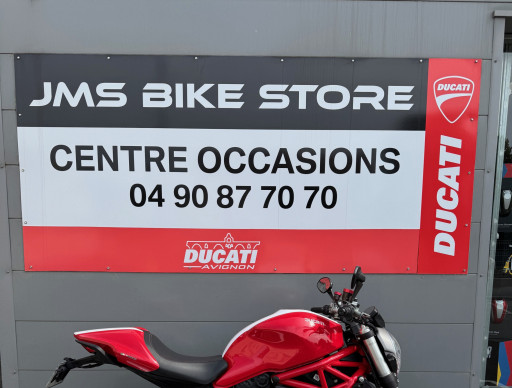 JMS BIKE STORE
DUCATI
CENTRE OCCASIONS
04 90 87 70 70
DUCATI
DUCATI
AVIGNON